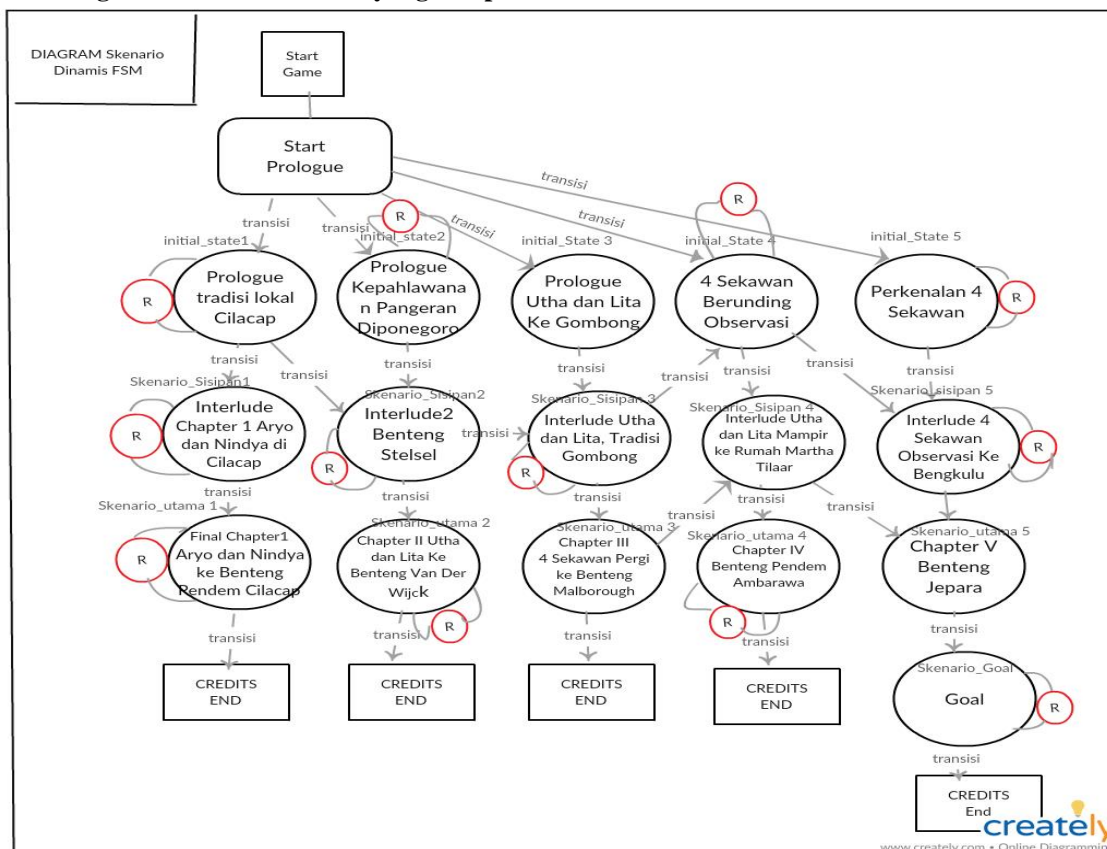 DIAGRAM Skenario
Dinamis FSM
Start
Game
Start
Prologue
transisi
transisi
transisi
transisi
transisi
R
R
initial_state1
initial_state2
initial_State 3
initial_State 4
initial_State 5
Prologue
tradisi lokal
Cilacap
R
Prologue
Kepahlawana
n Pangeran
Diponegoro
Prologue
Utha dan Lita
Ke Gombong
4 Sekawan
Berunding
Observasi
Perkenalan 4
Sekawan
R
transisi
transisi
transisi
transisi
transisi
transisi
transisi
transisi
Skenario_Sisipan1
Skenario_Sisipan2
Skenario_Sisipan 3
Skenario_Sisipan 4
Skenario_sisipan 5
Interlude
Chapter 1 Aryo
dan Nindya di
Cilacap
R
Interlude2
Benteng
Stelsel
R
transisi
Interlude Utha
dan Lita, Tradisi
Gombong
R
Interlude Utha
dan Lita Mampir
ke Rumah Martha
Tilaar
Interlude 4
Sekawan
Observasi Ke
Bengkulu
R
transisi
transisi
transisi
transisi
transisi
transisi
transisi
Skenario_utama 1
Skenario_utama 2
Skenario_utama 3
Skenario_utama 4
Skenario_utama 5
Final Chapter1
Aryo dan Nindya
ke Benteng
Pendem Cilacap
R
Chapter II Utha
dan Lita Ke
Benteng Van Der
Wijck
R
Chapter III
4 Sekawan Pergi
ke Benteng
Malborough
Chapter IV
Benteng Pendem
Ambarawa
R
Chapter V
Benteng
Jepara
transisi
transisi
transisi
transisi
transisi
CREDITS
END
CREDITS
END
CREDITS
END
CREDITS
END
Skenario_Goal
Goal
R
transisi
CREDITS
End
creately
www.creately.com • Online Diagramming